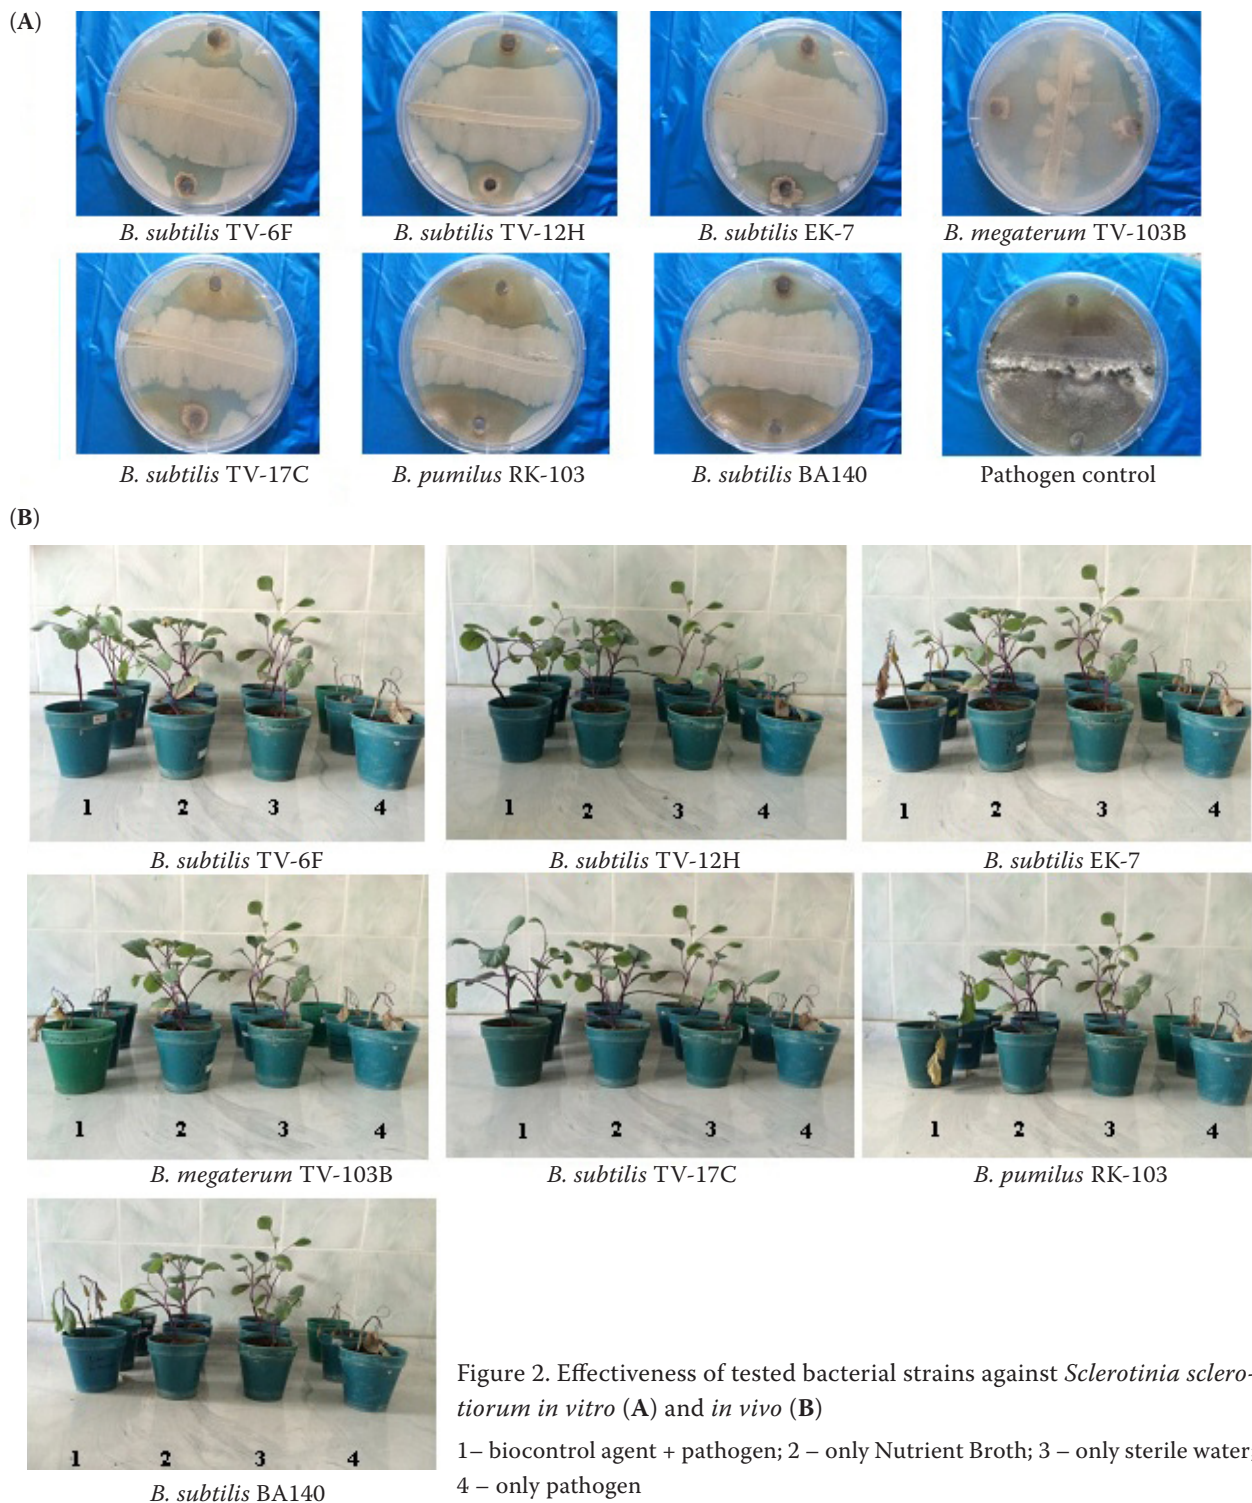 (A)
B. subtilis TV-6F
B. subtilis TV-12H
B. subtilis EK-7
B. megaterum TV-103B
B. subtilis TV-17C
B. pumilus RK-103
B. subtilis BA140
Pathogen control
(B)
1 2 3 4
1 2 3 4
1 2 3 4
B. subtilis TV-6F
B. subtilis TV-12H
B. subtilis EK-7
1 2 3 4
1 2 3 4
1 2 3 4
B. megaterum TV-103B
B. subtilis TV-17C
B. pumilus RK-103
1 2 3 4
B. subtilis BA140
Figure 2. Effectiveness of tested bacterial strains against Sclerotinia sclero-
tiorum in vitro (A) and in vivo (B)
1– biocontrol agent + pathogen; 2 – only Nutrient Broth; 3 – only sterile water;
4 – only pathogen